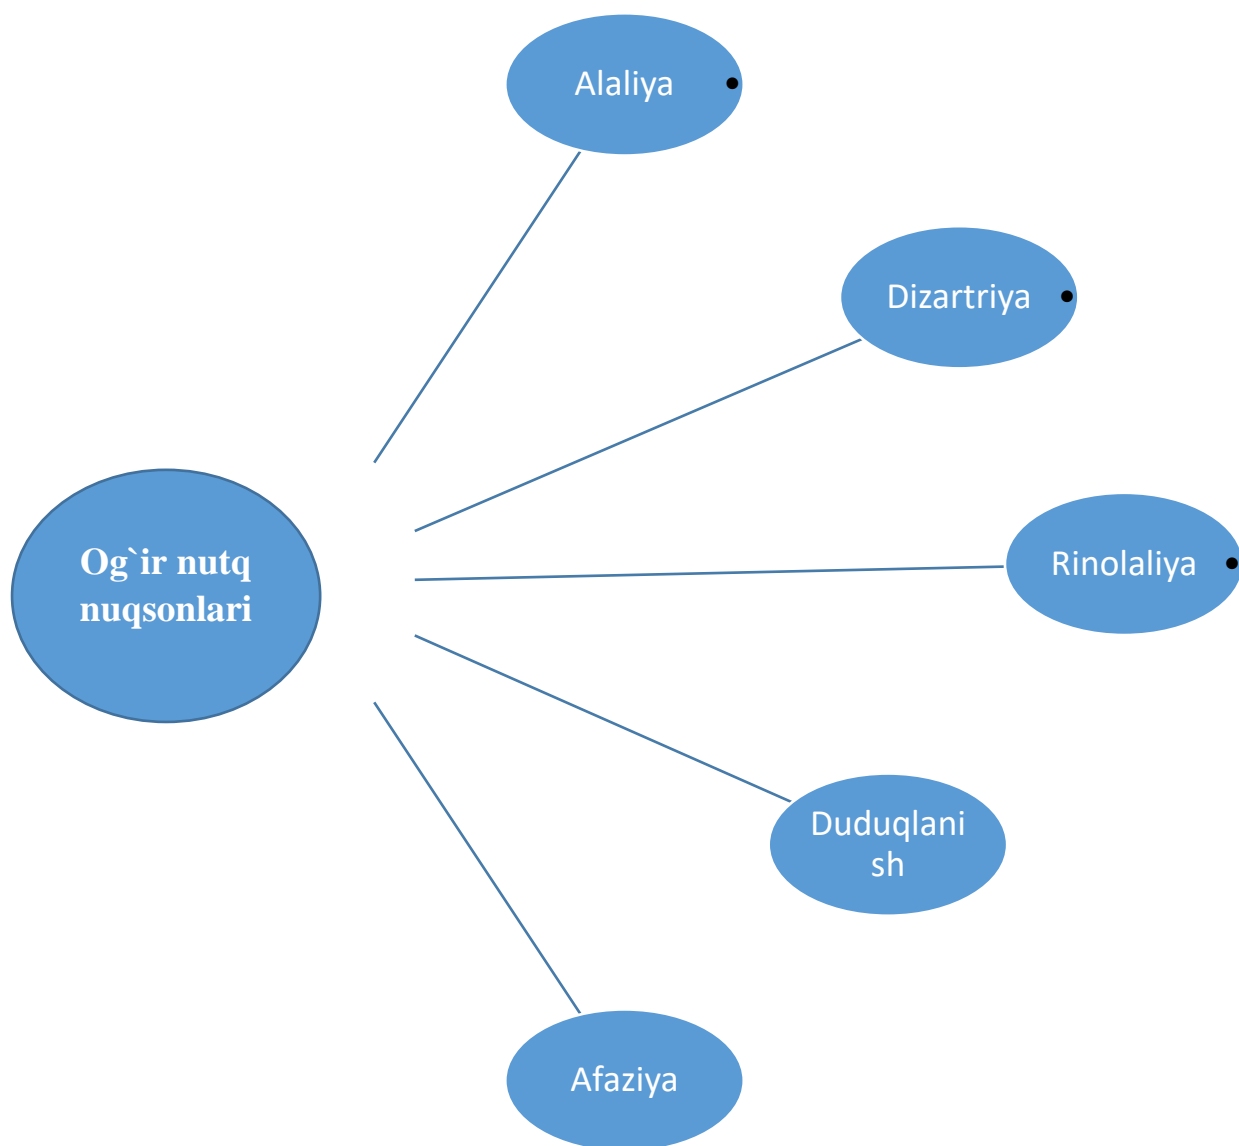 Alaliya
Dizartriya
Og`ir nutq
nuqsonlari
Rinolaliya
Duduqlani
sh
Afaziya